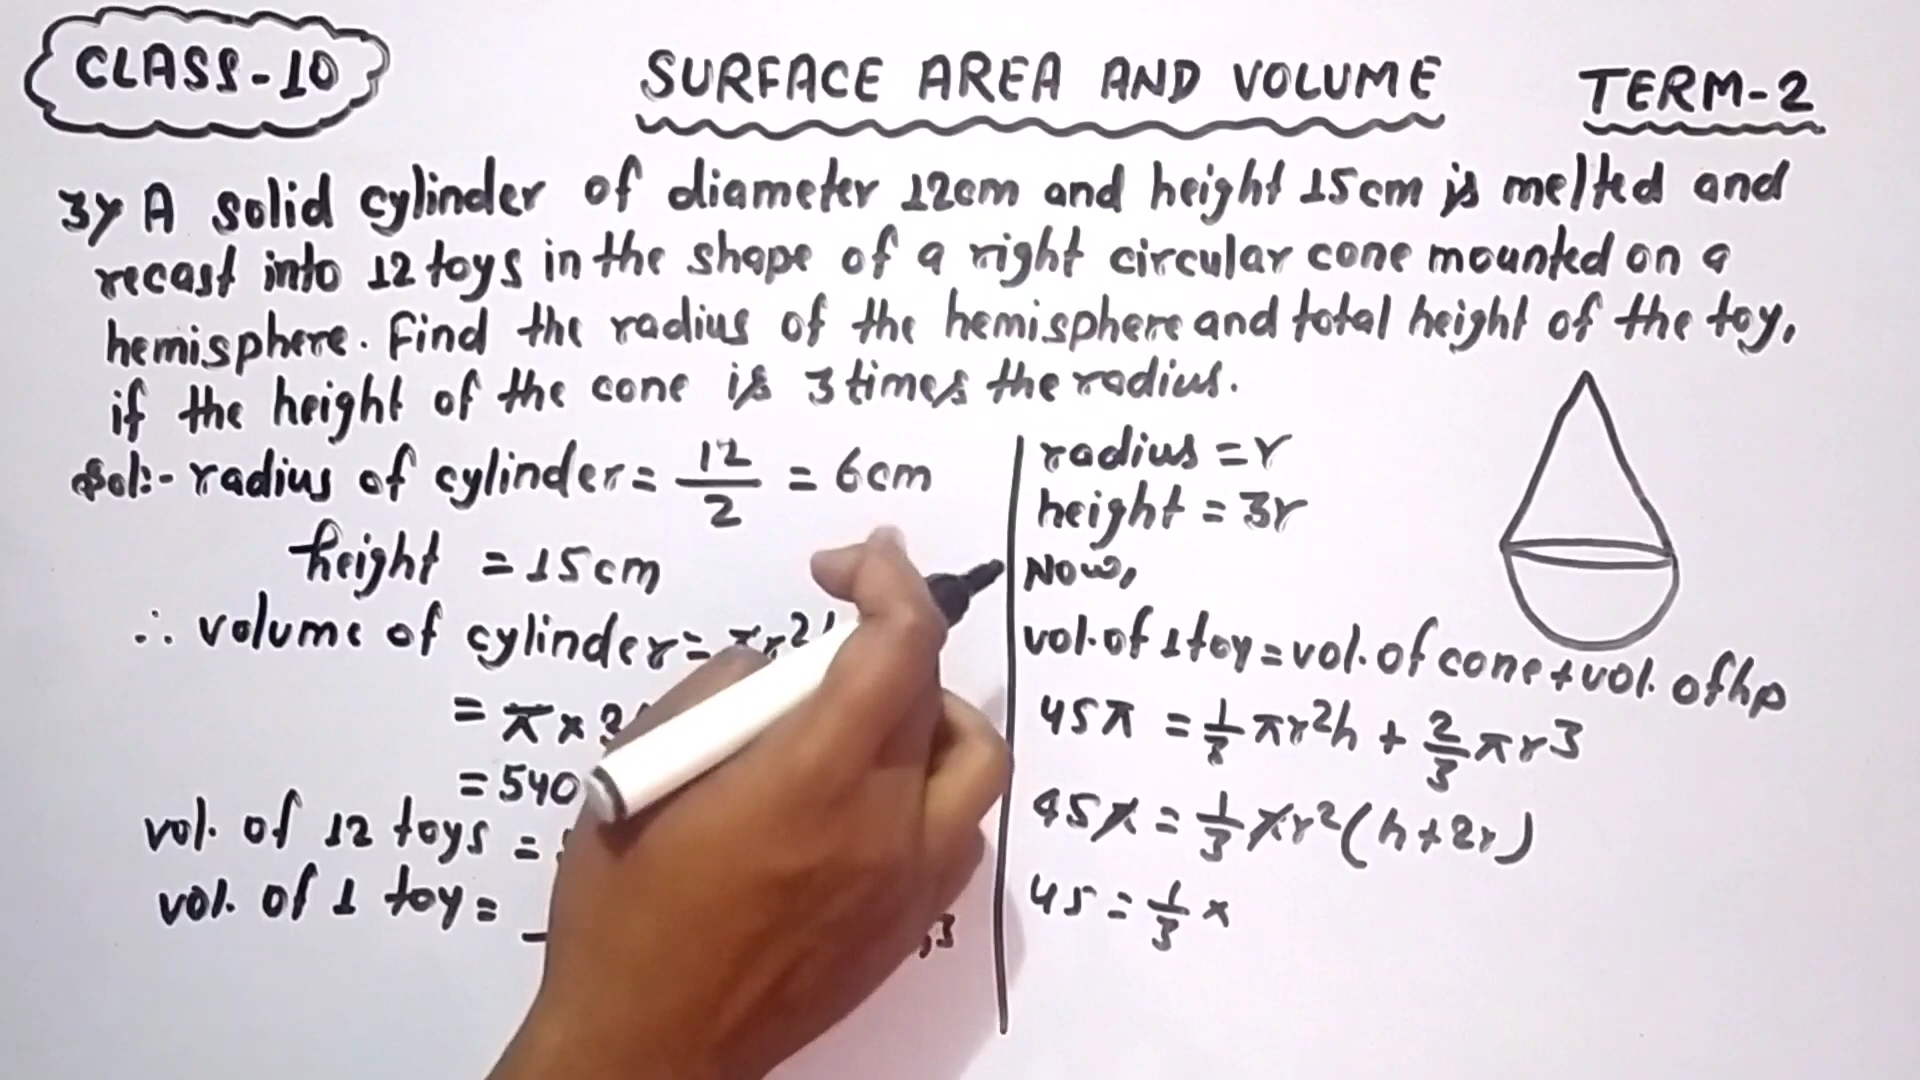 CLASS-10
SURFACE AREA AND VOLUME
TERM-2
3) A solid cylinder of diameter 12cm and height 15cm is melted and
recast into 12 toys in the shape of a right circular cone mounted on a
hemisphere. Find the radius of the hemisphere and total height of the toy,
if the height of the cone is 3 times the radius.
Sol:- radius of cylinder = 12/2 = 6cm
height = 15cm
∴ volume of cylinder = πr²
= π×
= 540
vol. of 12 toys =
vol. of 1 toy =
radius = r
height = 3r
Now,
vol. of 1 toy = vol. of cone + vol. of hp
45π = 1/3 πr²h + 2/3 πr³
45π = 1/3 πr² (h+2r)
45 = 1/3 ×